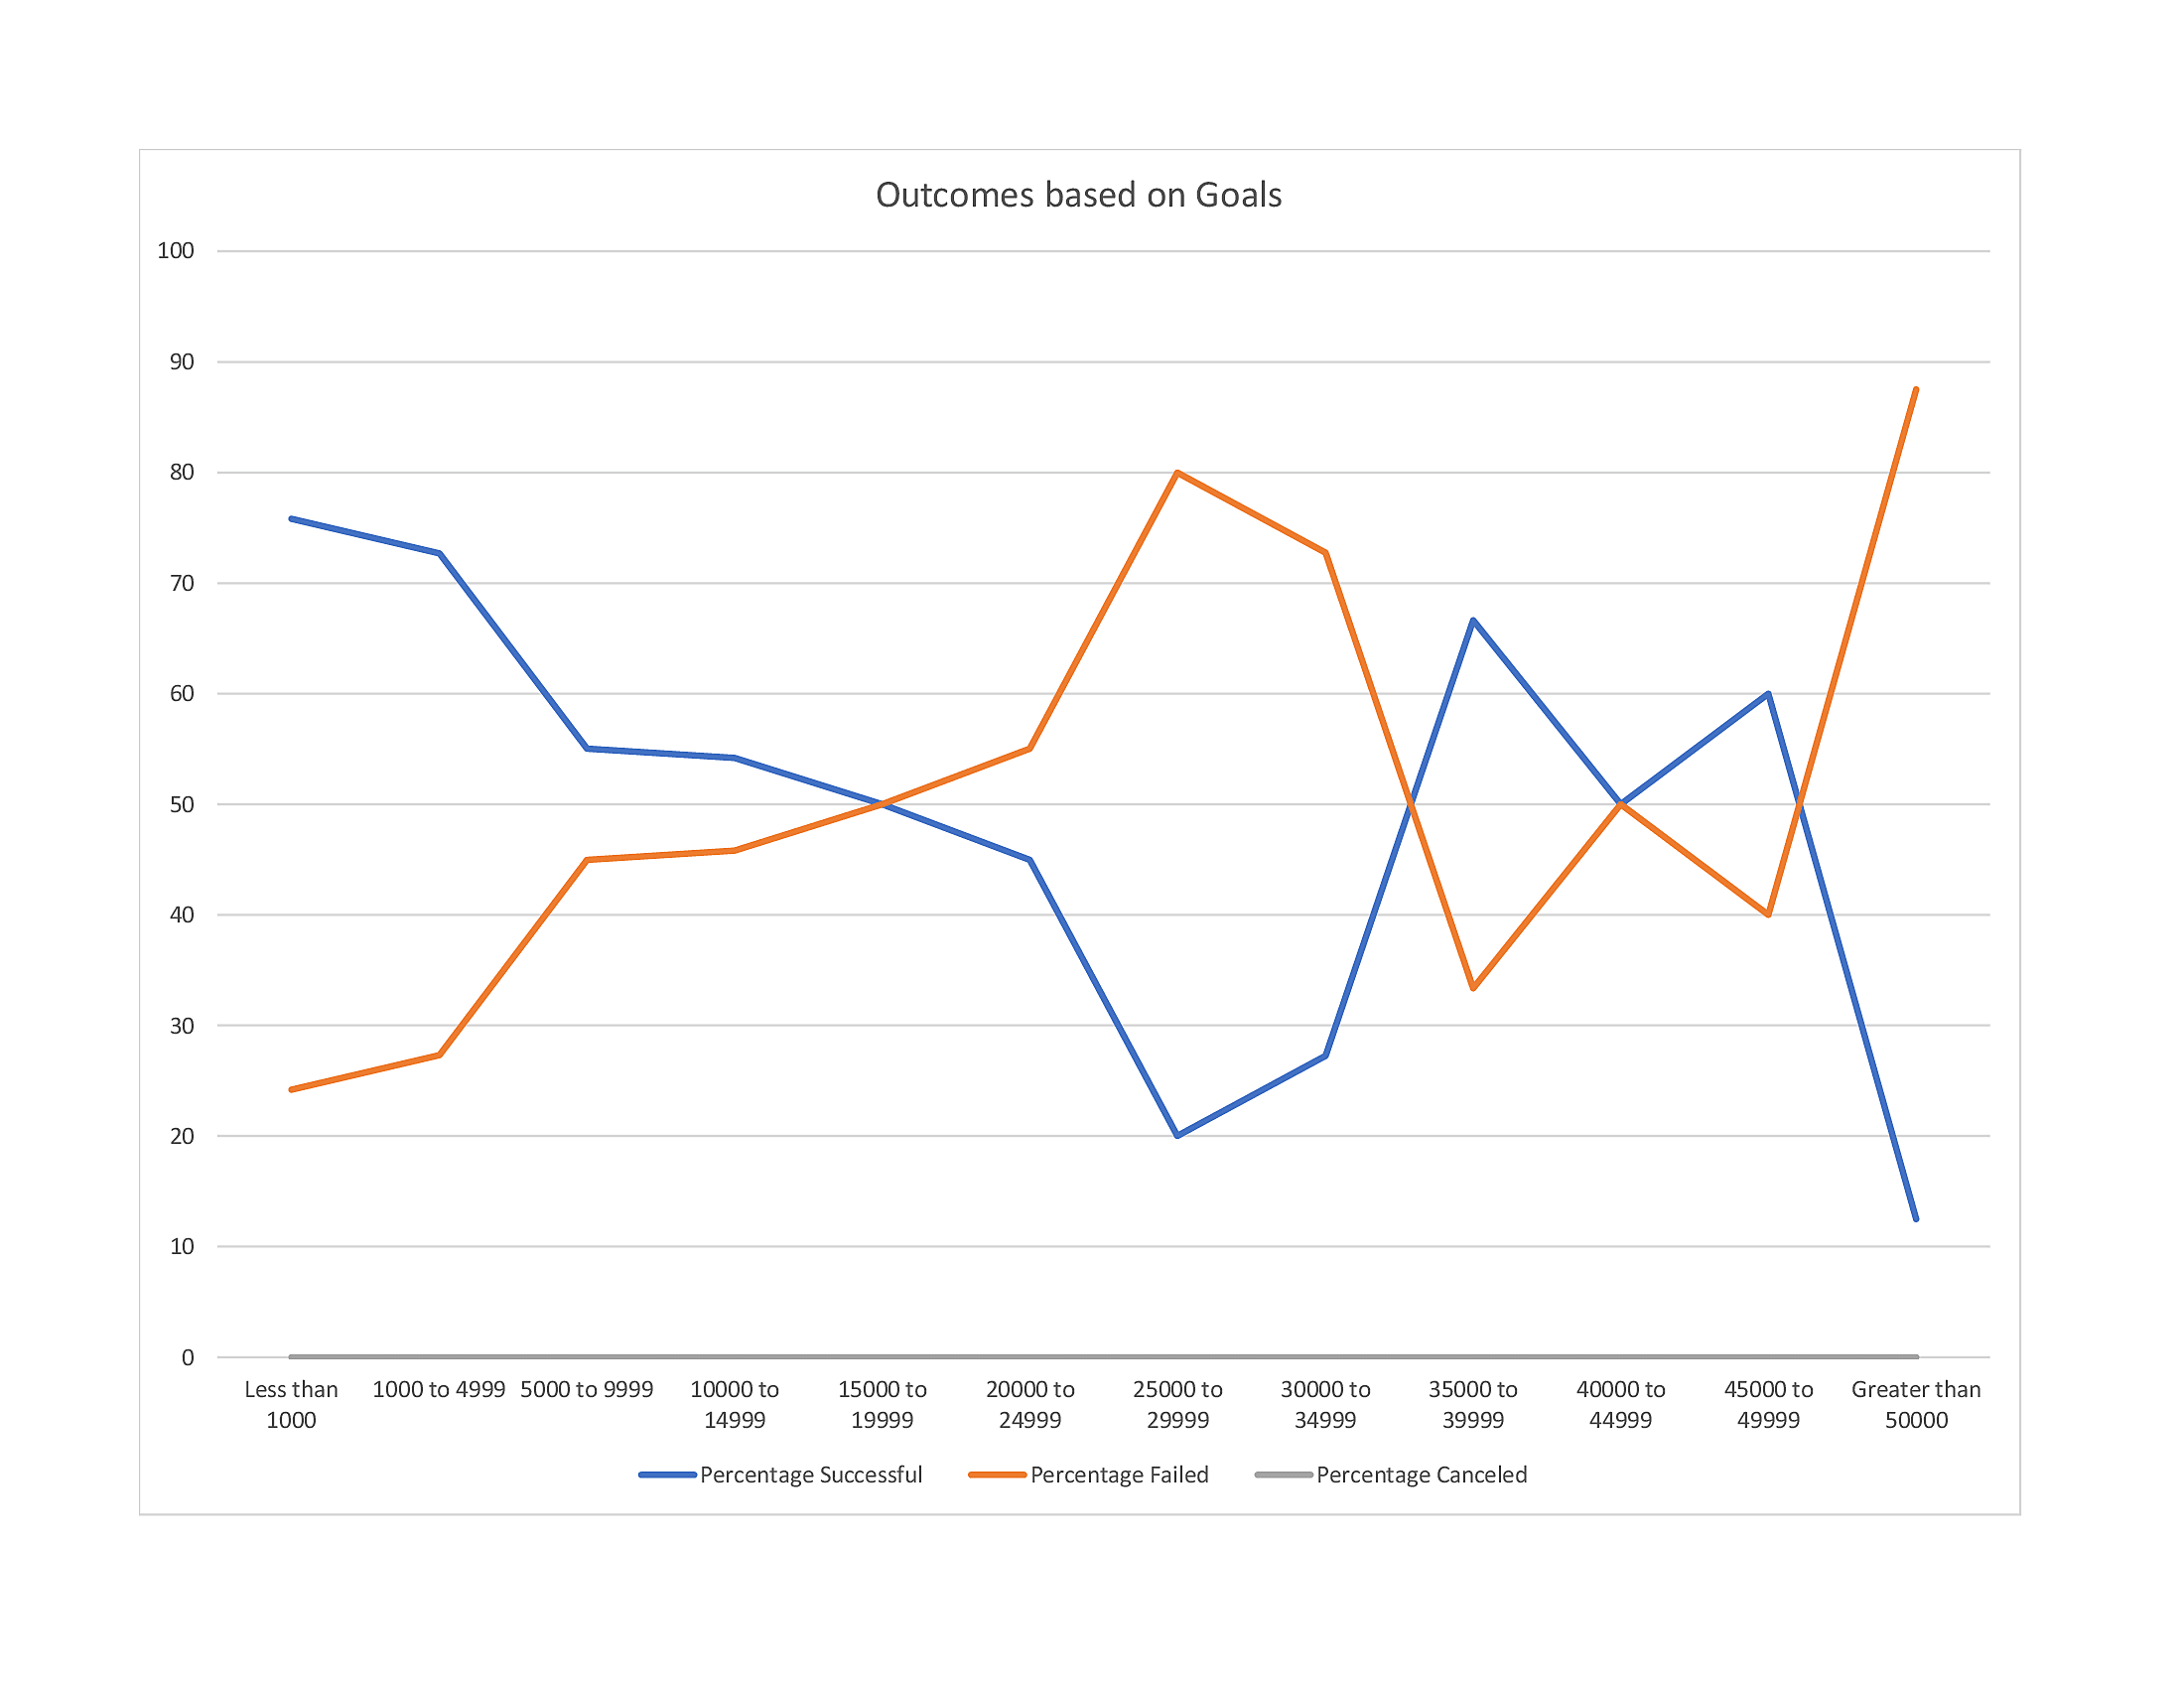 Outcomes based on Goals
100
90
80
70
60
50
40
30
20
10
0
Less than 1000 to 4999 5000 to 9999 10000 to 15000 to 20000 to 25000 to 30000 to 35000 to 40000 to 45000 to Greater than
1000 14999 19999 24999 29999 34999 39999 44999 49999 50000
Percentage Successful Percentage Failed Percentage Canceled